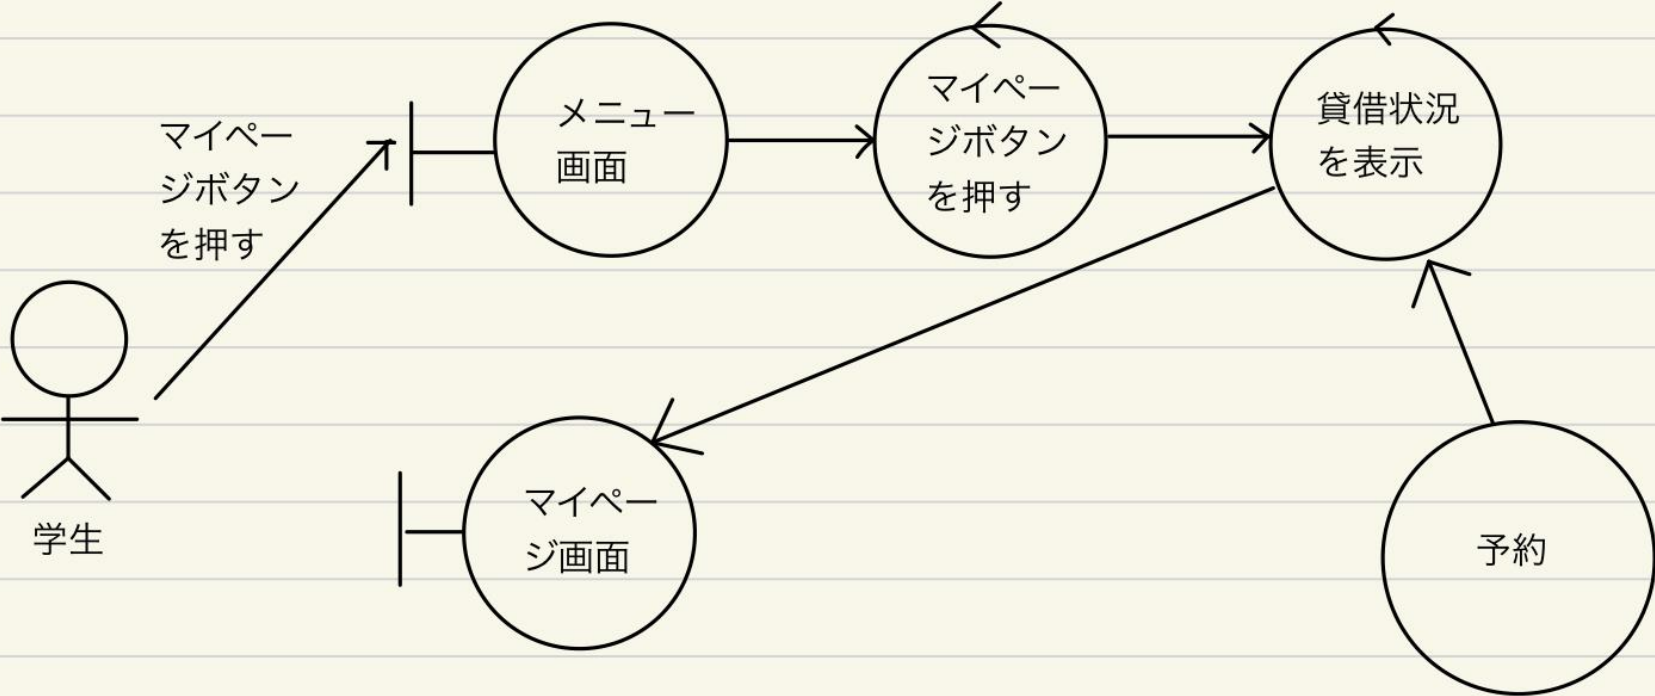 マイペー
ジボタン
を押す
メニュー
画面
マイペー
ジボタン
を押す
貸借状況
を表示
学生
マイペー
ジ画面
予約